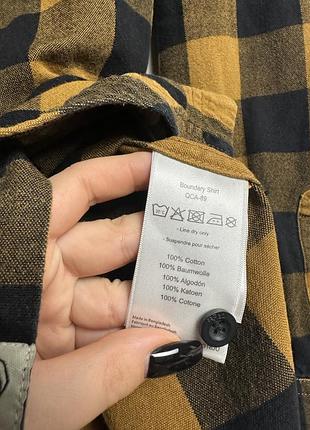 Boundary Shirt
QCA-89
- Line dry only
- Suspendre pour sécher
100% Cotton
100% Baumwolle
100% Algodón
100% Katoen
100% Cotone
Made in Bangladesh